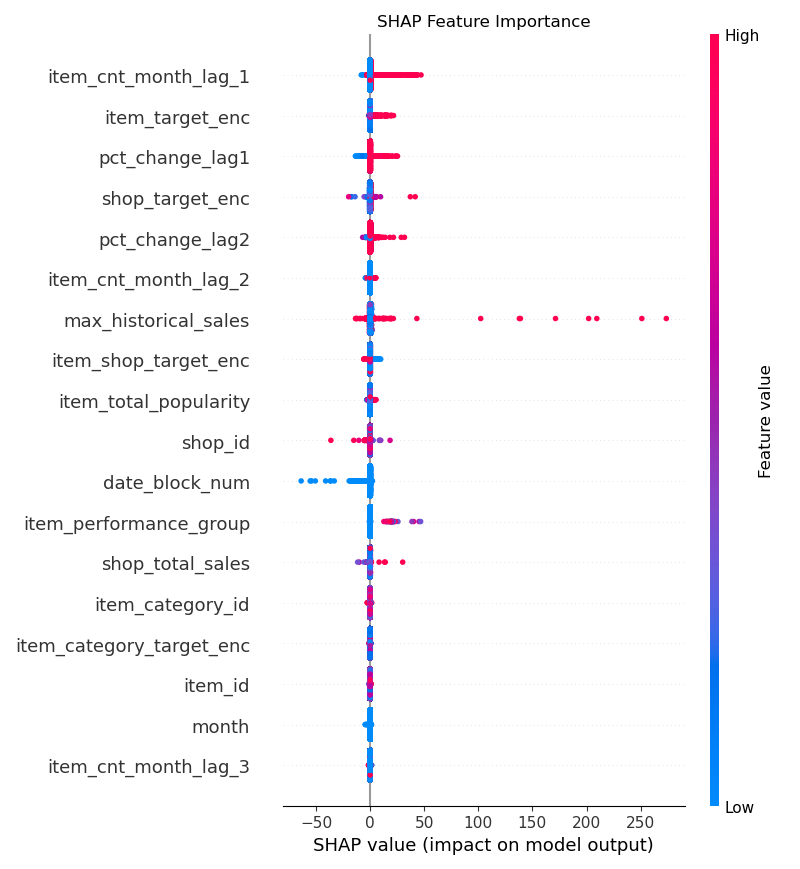 SHAP Feature Importance
High
item_cnt_month_lag_1
item_target_enc
pct_change_lag1
shop_target_enc
pct_change_lag2
item_cnt_month_lag_2
max_historical_sales
item_shop_target_enc
item_total_popularity
shop_id
date_block_num
item_performance_group
shop_total_sales
item_category_id
item_category_target_enc
item_id
month
item_cnt_month_lag_3
Feature value
Low
−50 0 50 100 150 200 250
SHAP value (impact on model output)